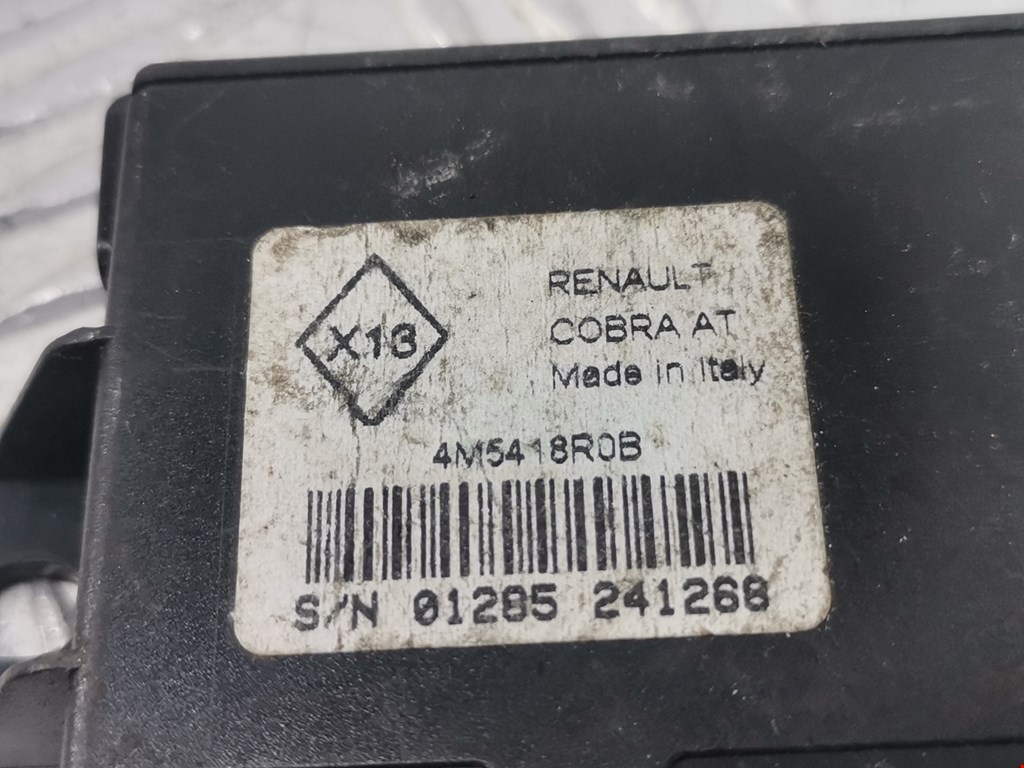 X13
RENAULT
COBRA AT
Made in Italy
4M5418R0B
S/N 01285 241268